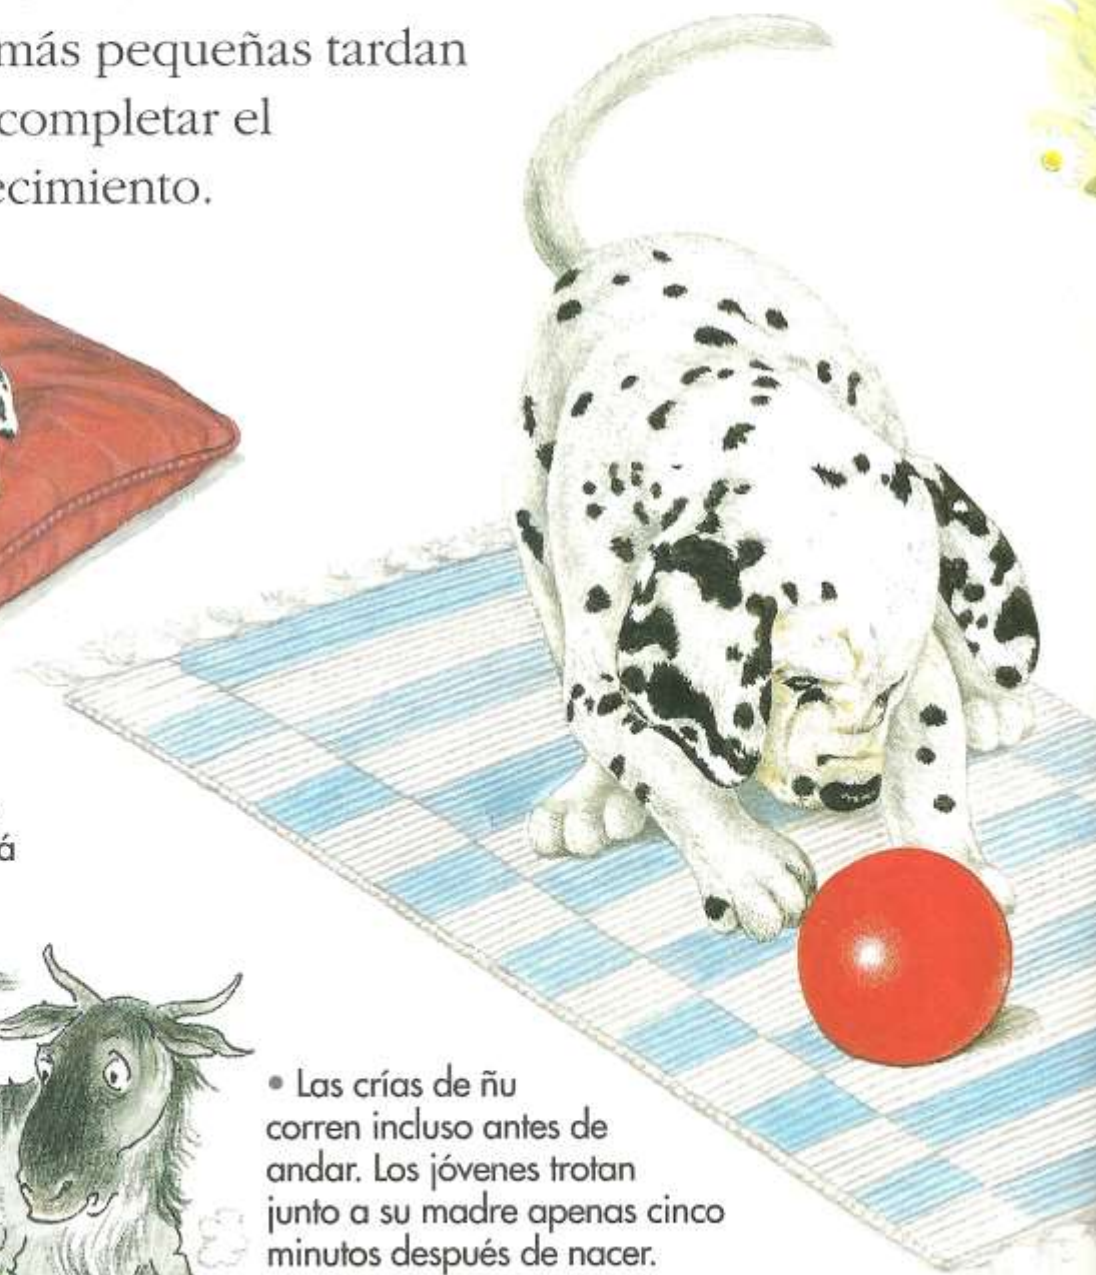 más pequeñas tardan
completar el
ecimiento.
á
• Las crías de ñu
corren incluso antes de
andar. Los jóvenes trotan
junto a su madre apenas cinco
minutos después de nacer.